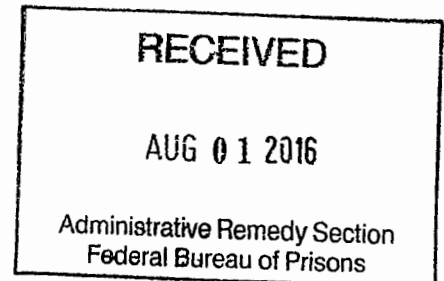 RECEIVED
AUG 01 2016
Administrative Remedy Section
Federal Bureau of Prisons